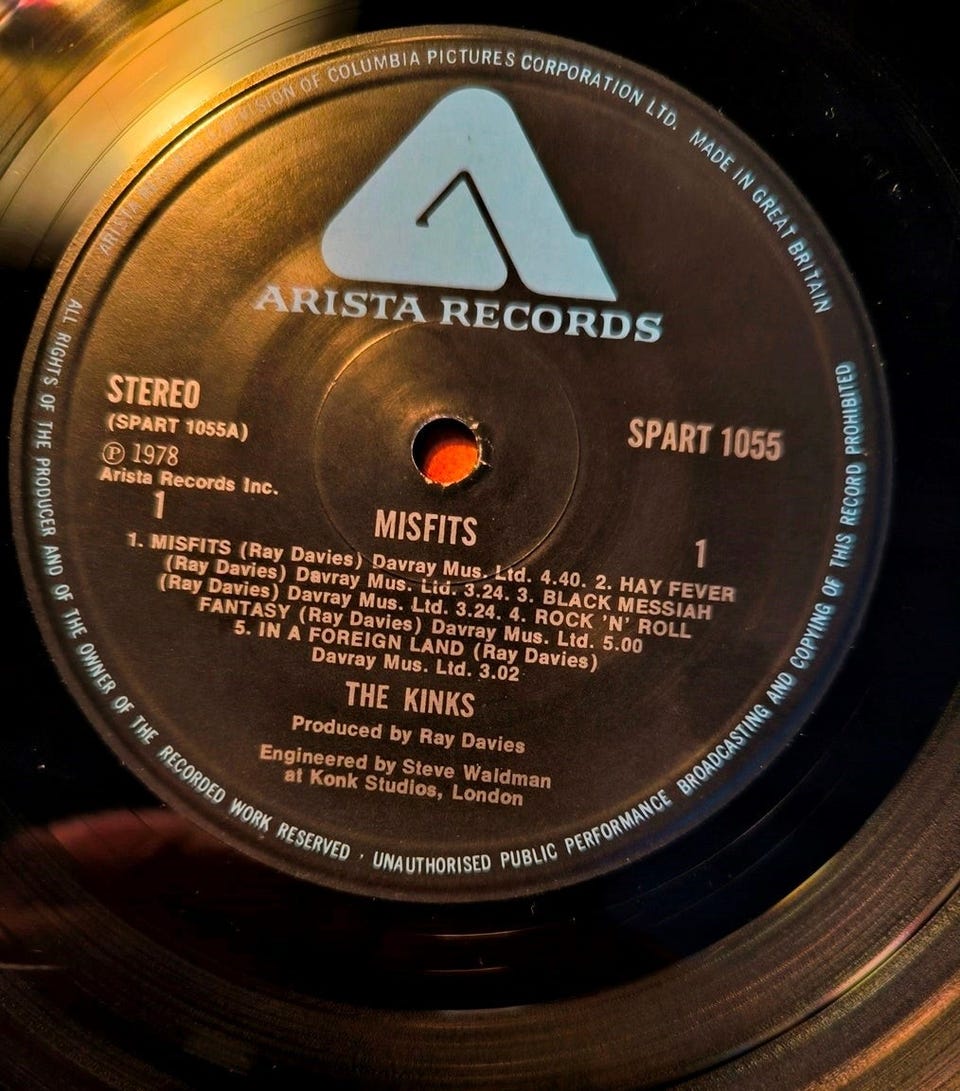 DIVISION OF COLUMBIA PICTURES CORPORATION LTD. MADE IN GREAT BRITAIN
ARISTA RECORDS
STEREO
(SPART 1055A)
℗ 1978
Arista Records Inc.
1
SPART 1055
1
MISFITS
1. MISFITS (Ray Davies) Davray Mus. Ltd. 4.40. 2. HAY FEVER
(Ray Davies) Davray Mus. Ltd. 3.24. 3. BLACK MESSIAH
(Ray Davies) Davray Mus. Ltd. 3.24. 4. ROCK 'N' ROLL
FANTASY (Ray Davies) Davray Mus. Ltd. 5.00
5. IN A FOREIGN LAND (Ray Davies)
Davray Mus. Ltd. 3.02
THE KINKS
Produced by Ray Davies
Engineered by Steve Waldman
at Konk Studios, London
ALL RIGHTS OF THE PRODUCER AND OF THE OWNER OF THE RECORDED WORK RESERVED · UNAUTHORISED PUBLIC PERFORMANCE BROADCASTING AND COPYING OF THIS RECORD PROHIBITED